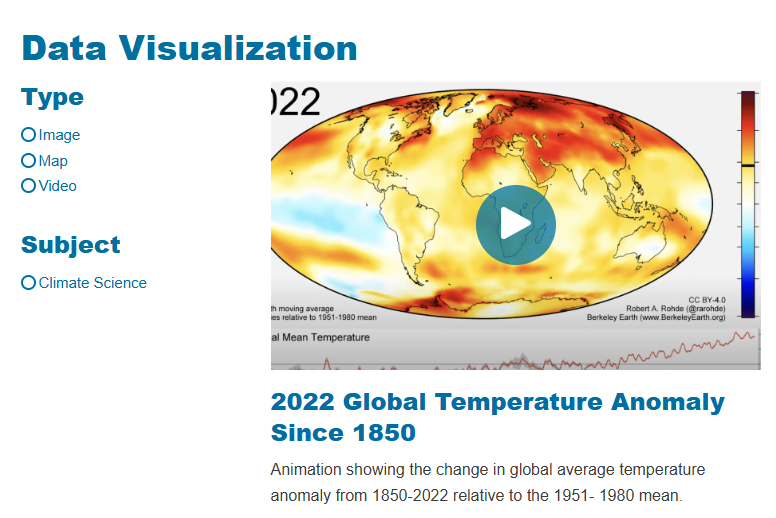 Data Visualization
Type
Image
Map
Video
Subject
Climate Science
022
th moving average
es relative to 1951-1980 mean
CC BY-4.0
Robert A. Rohde (@rarohde)
Berkeley Earth (www.BerkeleyEarth.org)
al Mean Temperature
2022 Global Temperature Anomaly
Since 1850
Animation showing the change in global average temperature
anomaly from 1850-2022 relative to the 1951- 1980 mean.